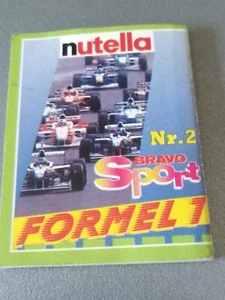 nutella
Nr.2
BRAVO
Sport
FORMEL 1